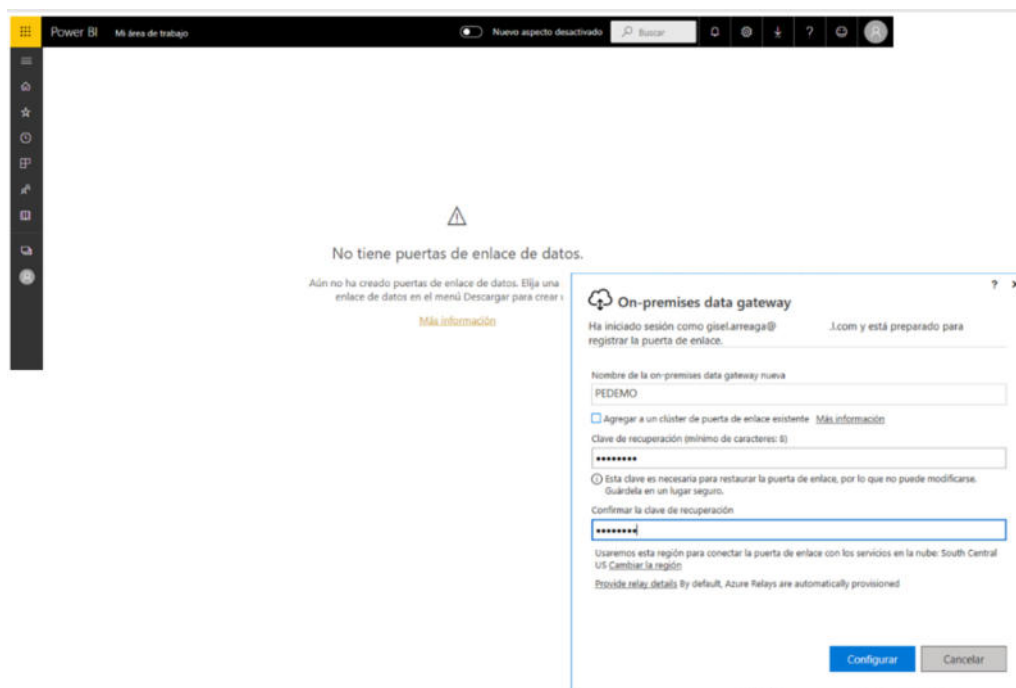 Power BI Mi área de trabajo Nuevo aspecto desactivado Buscar
No tiene puertas de enlace de datos.
Aún no ha creado puertas de enlace de datos. Elija una
enlace de datos en el menú Descargar para crear
Más información
On-premises data gateway
Ha iniciado sesión como gisel.arreaga@ .l.com y está preparado para
registrar la puerta de enlace.
Nombre de la on-premises data gateway nueva
PEDEMO
Agregar a un clúster de puerta de enlace existente Más información
Clave de recuperación (mínimo de caracteres: 8)
Esta clave es necesaria para restaurar la puerta de enlace, por lo que no puede modificarse.
Guárdela en un lugar seguro.
Confirmar la clave de recuperación
Usaremos esta región para conectar la puerta de enlace con los servicios en la nube: South Central
US Cambiar la región
Provide relay details By default, Azure Relays are automatically provisioned
Configurar Cancelar